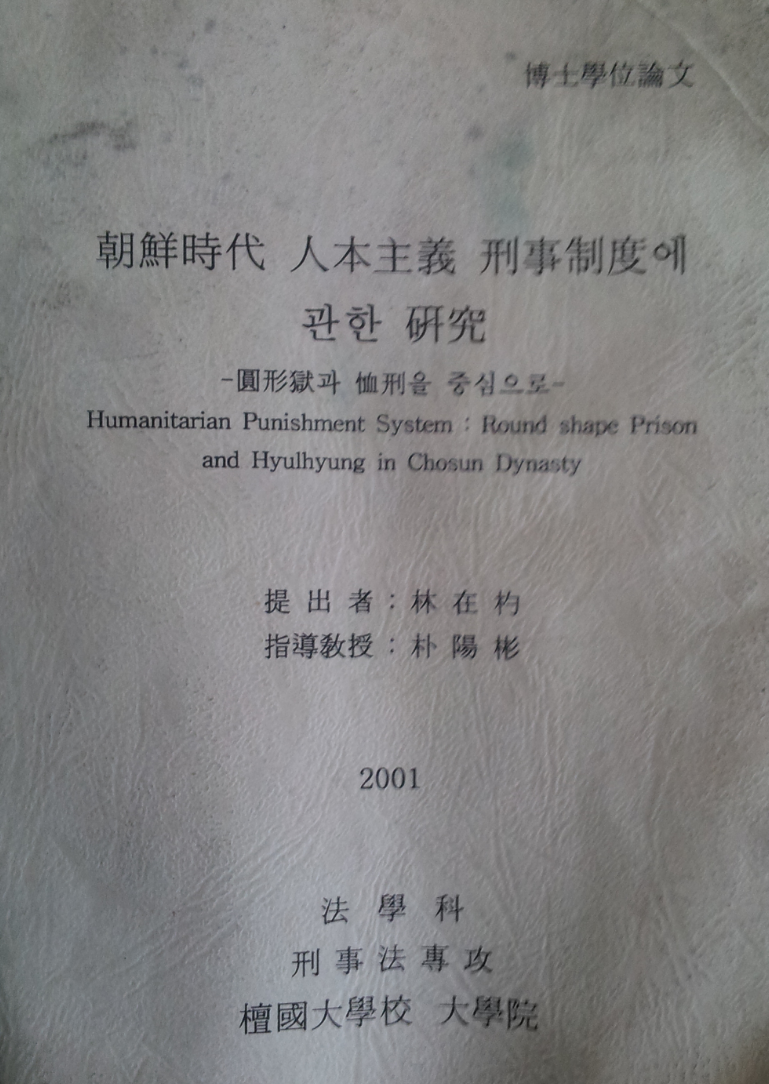 博士學位論文
朝鮮時代 人本主義 刑事制度에
관한 硏究
-圓形獄과 恤刑을 중심으로-
Humanitarian Punishment System : Round shape Prison
and Hyulhyung in Chosun Dynasty
提 出 者 : 林 在 杓
指導敎授 : 朴 陽 彬
2001
法 學 科
刑 事 法 專 攻
檀國大學校 大學院